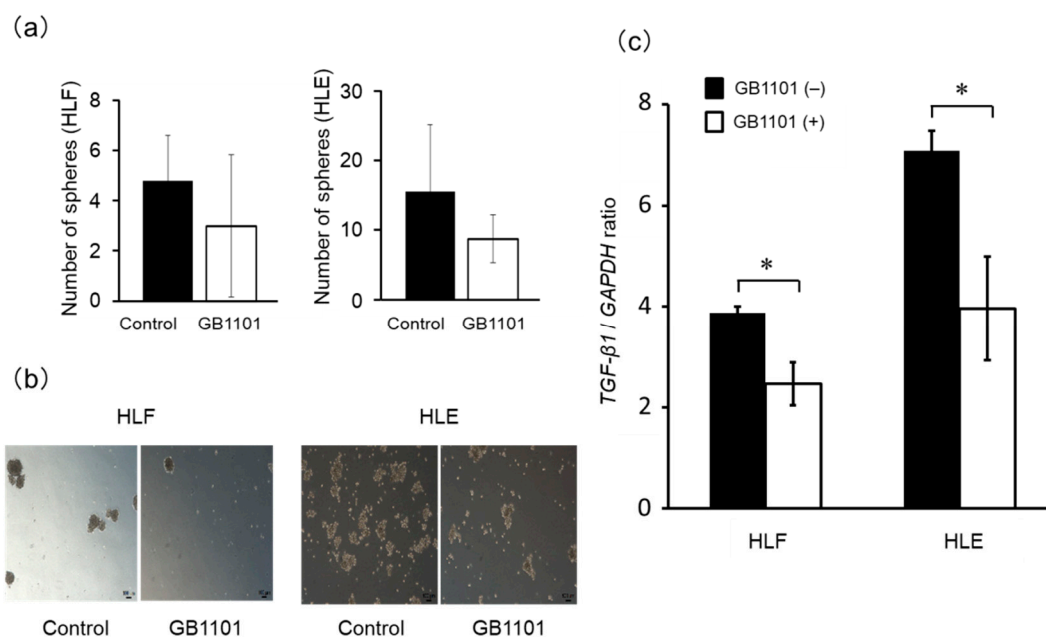 (a)
Number of spheres (HLF)
8
6
4
2
0
Control GB1101
Number of spheres (HLE)
30
20
10
0
Control GB1101
(b)
HLF HLE
Control GB1101 Control GB1101
(c)
GB1101 (–)
GB1101 (+)
TGF-β1 / GAPDH ratio
8
6
4
2
0
*
*
HLF HLE